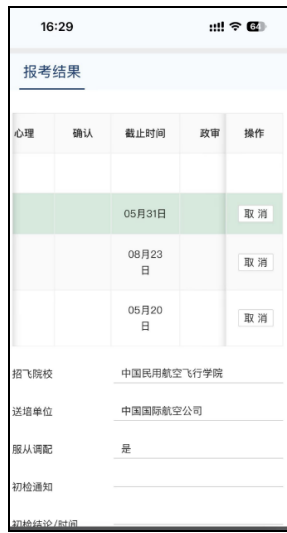 16:29
64
报考结果
心理 确认 截止时间 政审 操作
05月31日 取 消
08月23
日
取 消
05月20
日
取 消
招飞院校 中国民用航空飞行学院
送培单位 中国国际航空公司
服从调配 是
初检通知
初检结论/时间